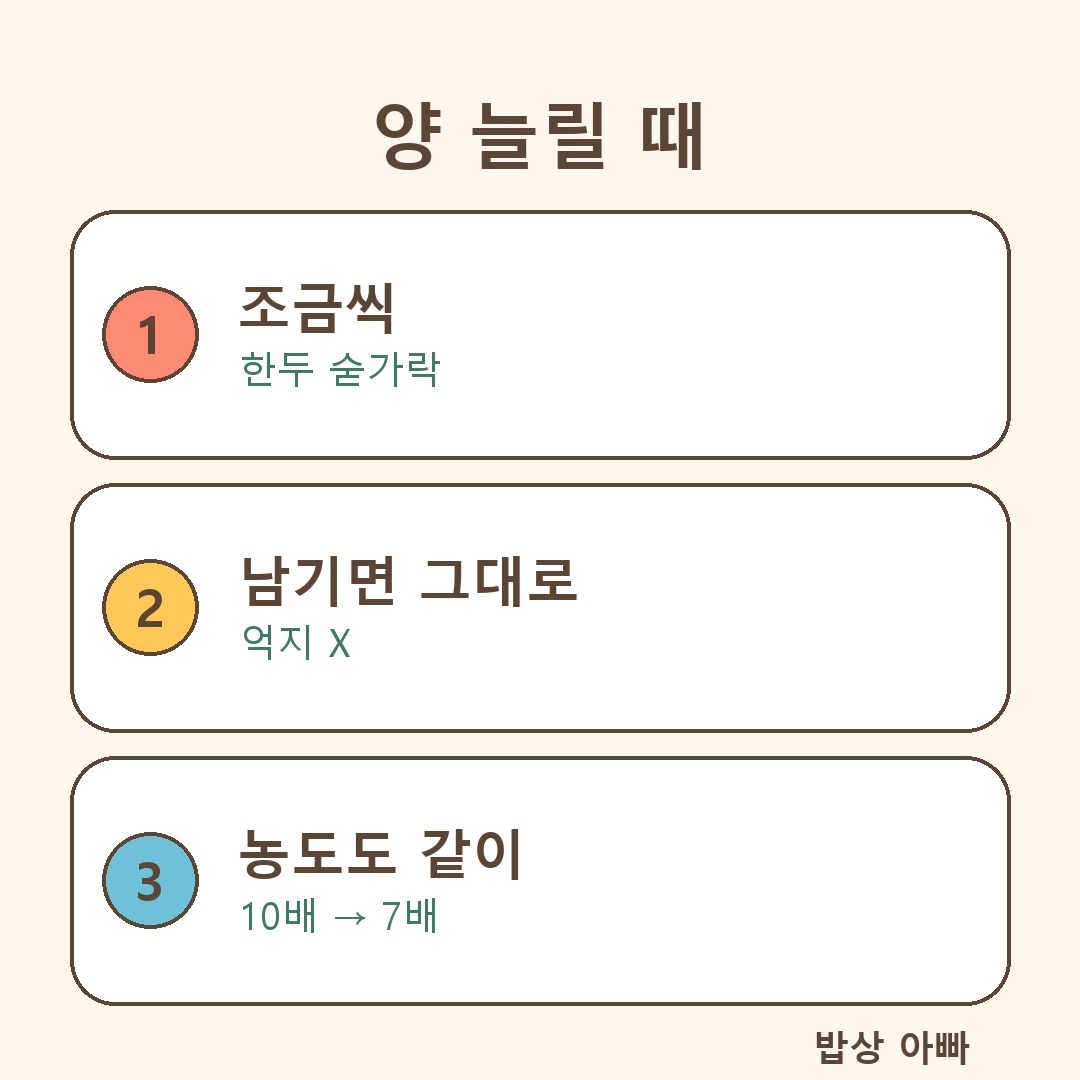 양 늘릴 때
1
조금씩
한두 숟가락
2
남기면 그대로
억지 X
3
농도도 같이
10배 → 7배
밥상 아빠